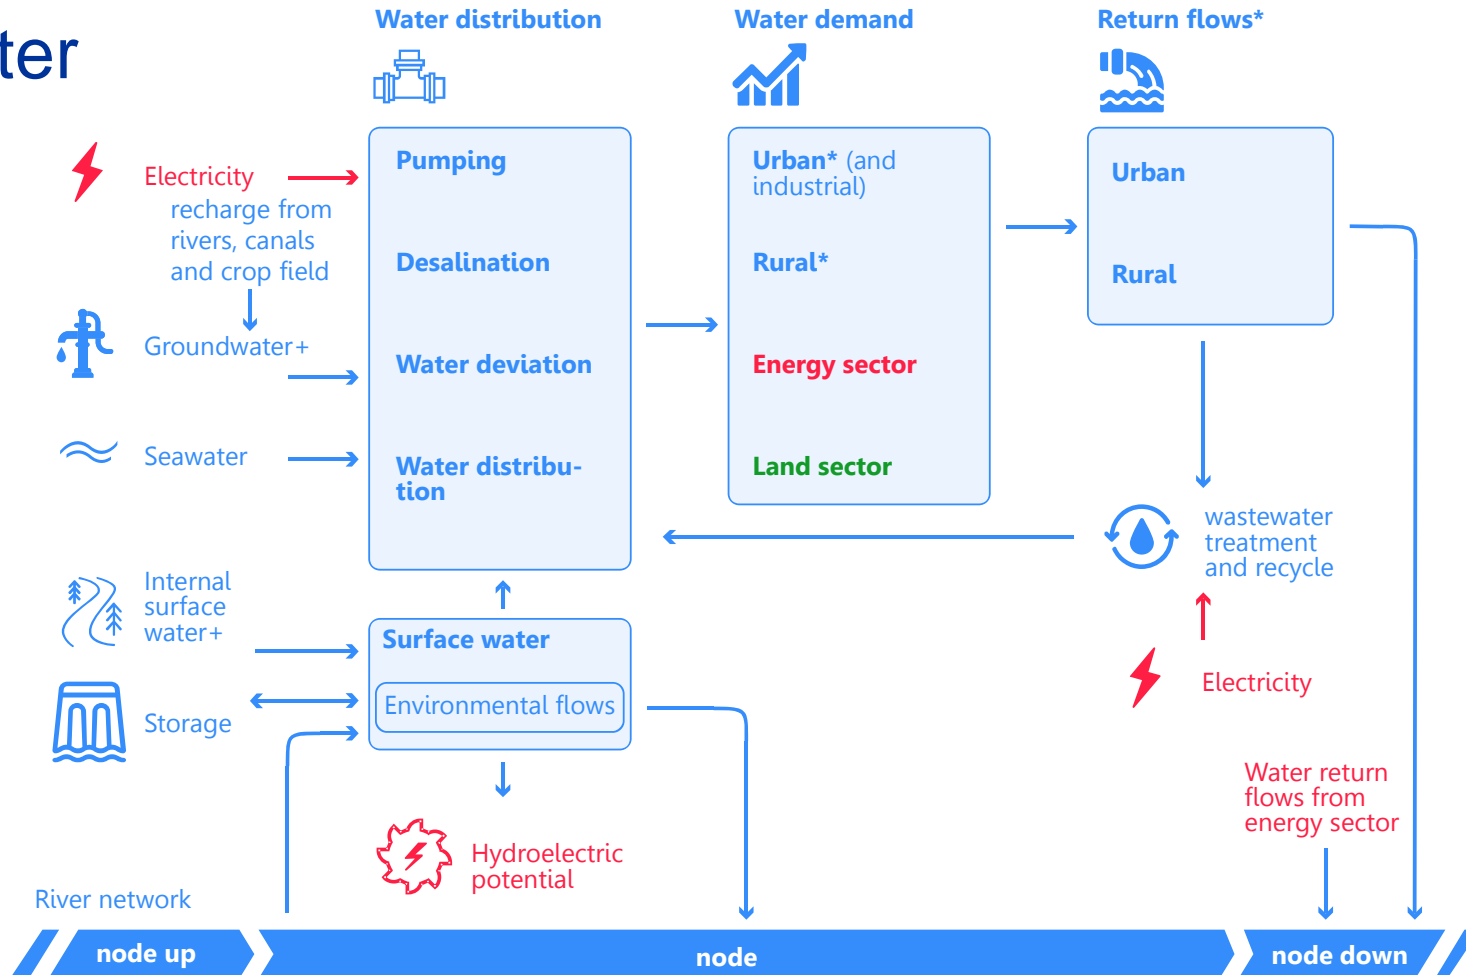 ter
Water distribution
Water demand
Return flows*
Electricity
recharge from
rivers, canals
and crop field
Groundwater+
Seawater
Internal
surface
water+
Storage
River network
Pumping
Desalination
Water deviation
Water distribu-
tion
Surface water
Environmental flows
Hydroelectric
potential
Urban* (and
industrial)
Rural*
Energy sector
Land sector
Urban
Rural
wastewater
treatment
and recycle
Electricity
Water return
flows from
energy sector
node up
node
node down